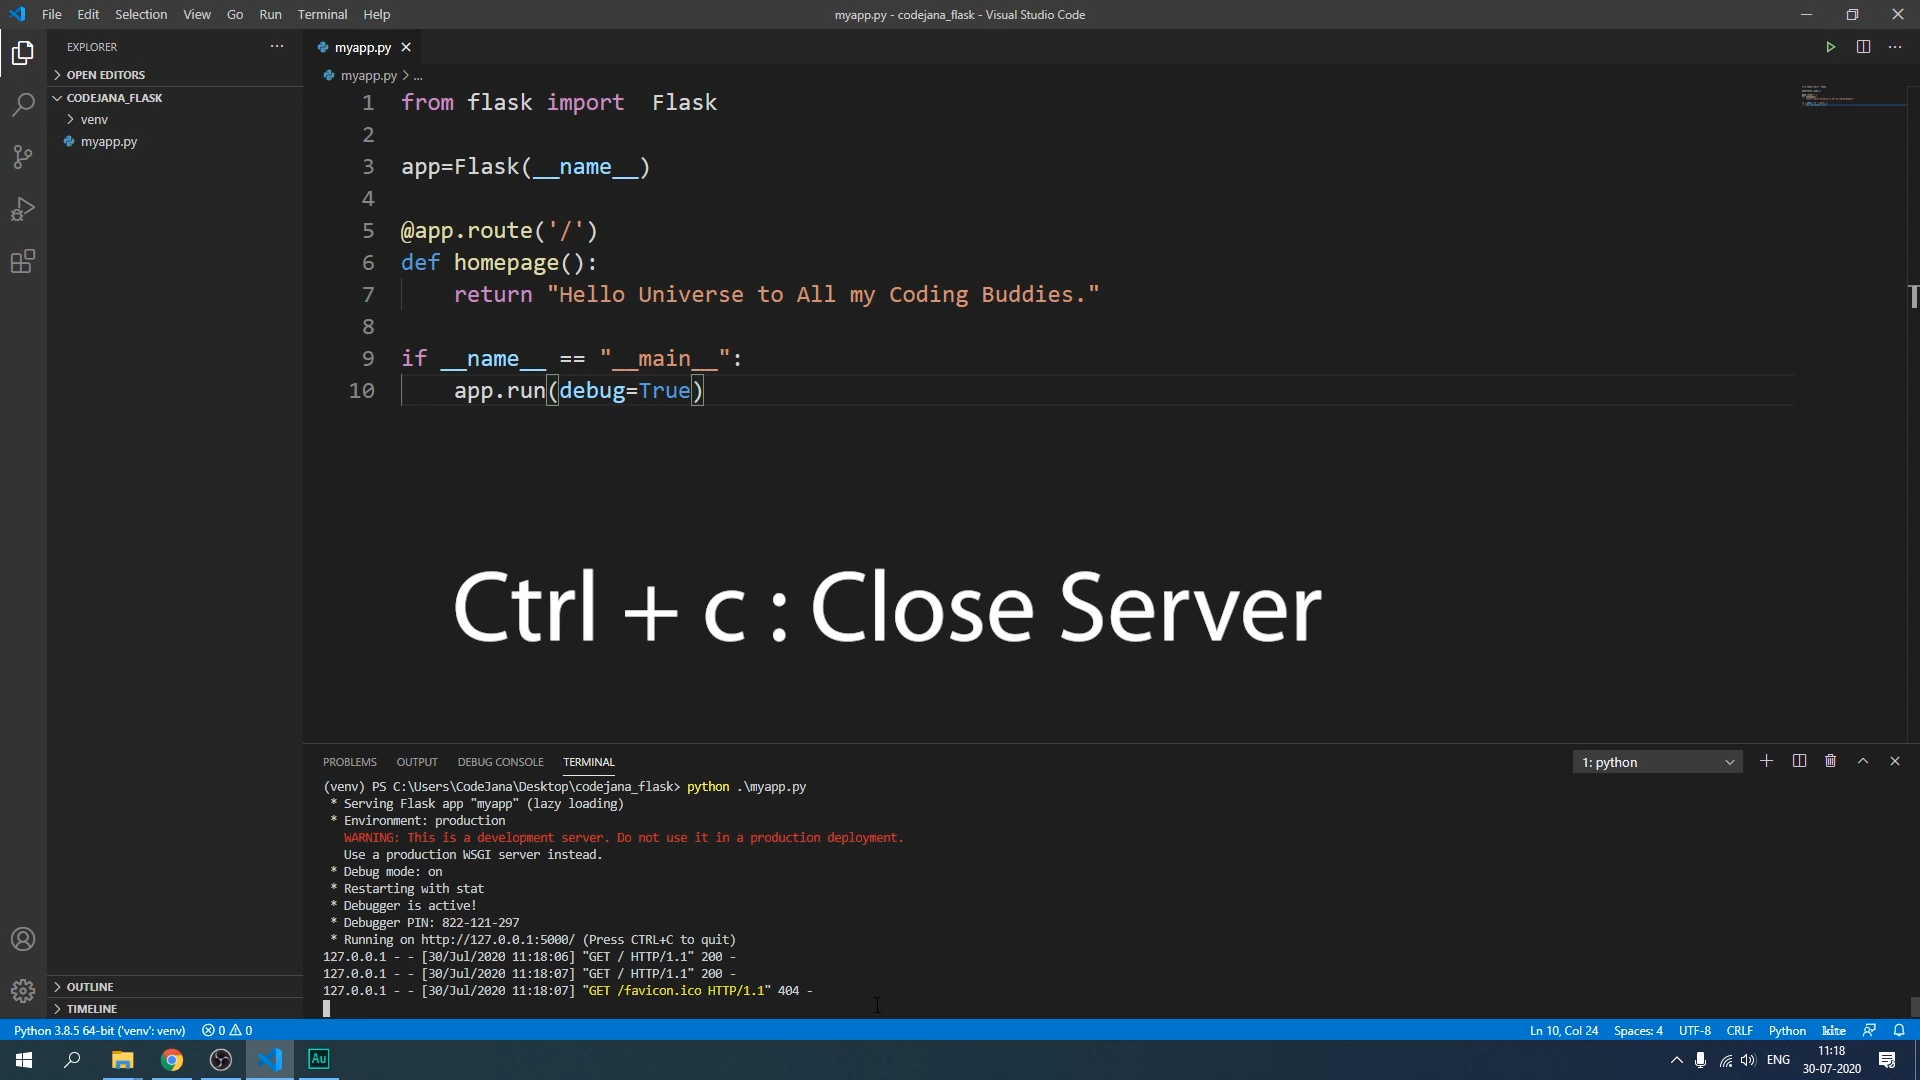 File Edit Selection View Go Run Terminal Help
myapp.py - codejana_flask - Visual Studio Code
EXPLORER
OPEN EDITORS
CODEJANA_FLASK
venv
myapp.py
myapp.py
myapp.py > ...
1 from flask import  Flask
2
3 app=Flask(__name__)
4
5 @app.route('/')
6 def homepage():
7     return "Hello Universe to All my Coding Buddies."
8
9 if __name__ == "__main__":
10     app.run(debug=True)
Ctrl + c : Close Server
PROBLEMS OUTPUT DEBUG CONSOLE TERMINAL
1: python
(venv) PS C:\Users\CodeJana\Desktop\codejana_flask> python .\myapp.py
* Serving Flask app "myapp" (lazy loading)
* Environment: production
WARNING: This is a development server. Do not use it in a production deployment.
Use a production WSGI server instead.
* Debug mode: on
* Restarting with stat
* Debugger is active!
* Debugger PIN: 822-121-297
* Running on http://127.0.0.1:5000/ (Press CTRL+C to quit)
127.0.0.1 - - [30/Jul/2020 11:18:06] "GET / HTTP/1.1" 200 -
127.0.0.1 - - [30/Jul/2020 11:18:07] "GET / HTTP/1.1" 200 -
127.0.0.1 - - [30/Jul/2020 11:18:07] "GET /favicon.ico HTTP/1.1" 404 -
OUTLINE
TIMELINE
Python 3.8.5 64-bit ('venv': venv) 0 0
Ln 10, Col 24 Spaces: 4 UTF-8 CRLF Python kite
Au
ENG
11:18
30-07-2020